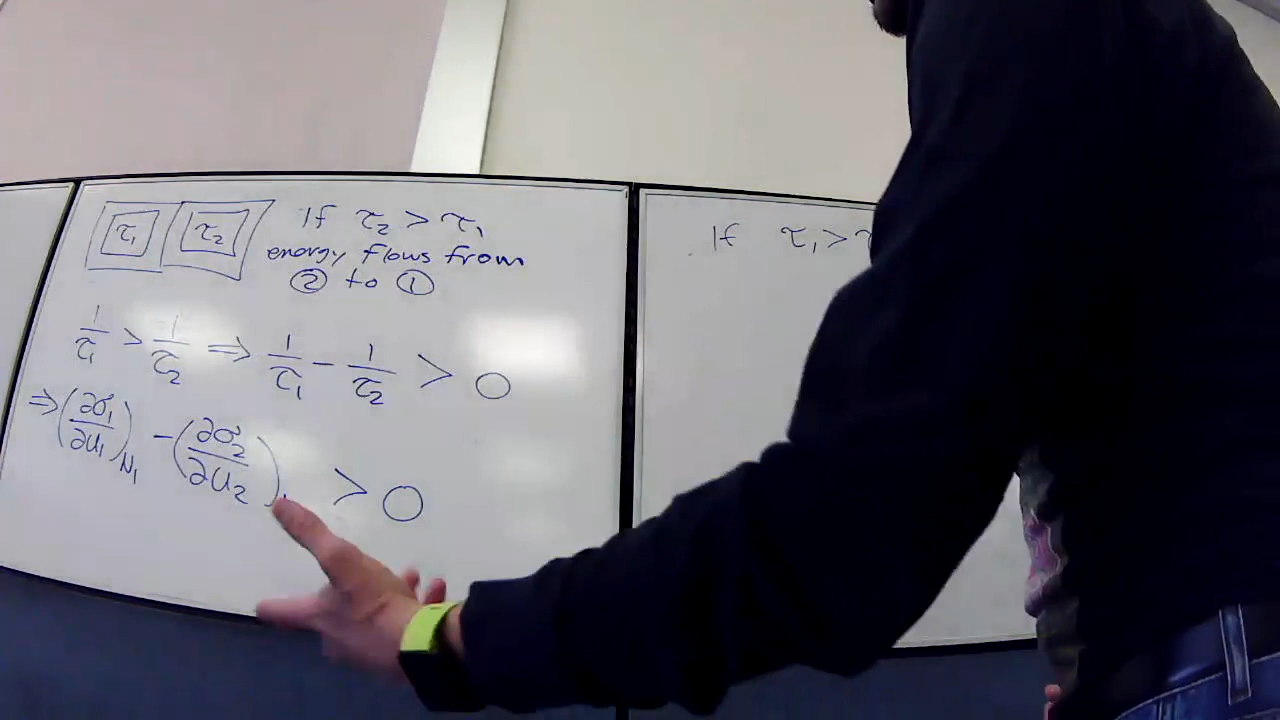 τ₁ τ₂ If τ₂ > τ₁
energy flows from
② to ①
1/τ₁ > 1/τ₂ ⇒ 1/τ₁ − 1/τ₂ > 0
⇒ (∂σ₁/∂U₁)_N₁ − (∂σ₂/∂U₂) > 0
If τ₁ >